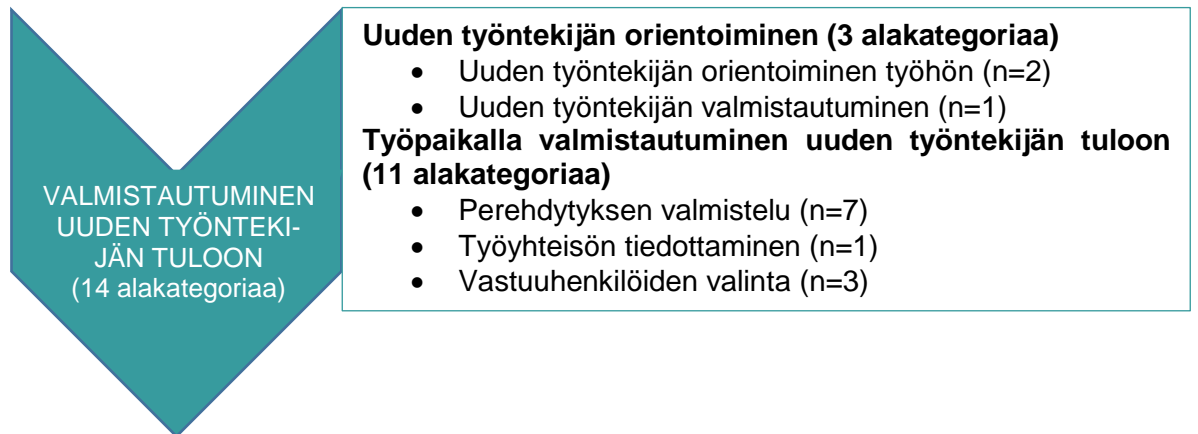 VALMISTAUTUMINEN
UUDEN TYÖNTEKI-
JÄN TULOON
(14 alakategoriaa)
Uuden työntekijän orientoiminen (3 alakategoriaa)
• Uuden työntekijän orientoiminen työhön (n=2)
• Uuden työntekijän valmistautuminen (n=1)
Työpaikalla valmistautuminen uuden työntekijän tuloon
(11 alakategoriaa)
• Perehdytyksen valmistelu (n=7)
• Työyhteisön tiedottaminen (n=1)
• Vastuuhenkilöiden valinta (n=3)